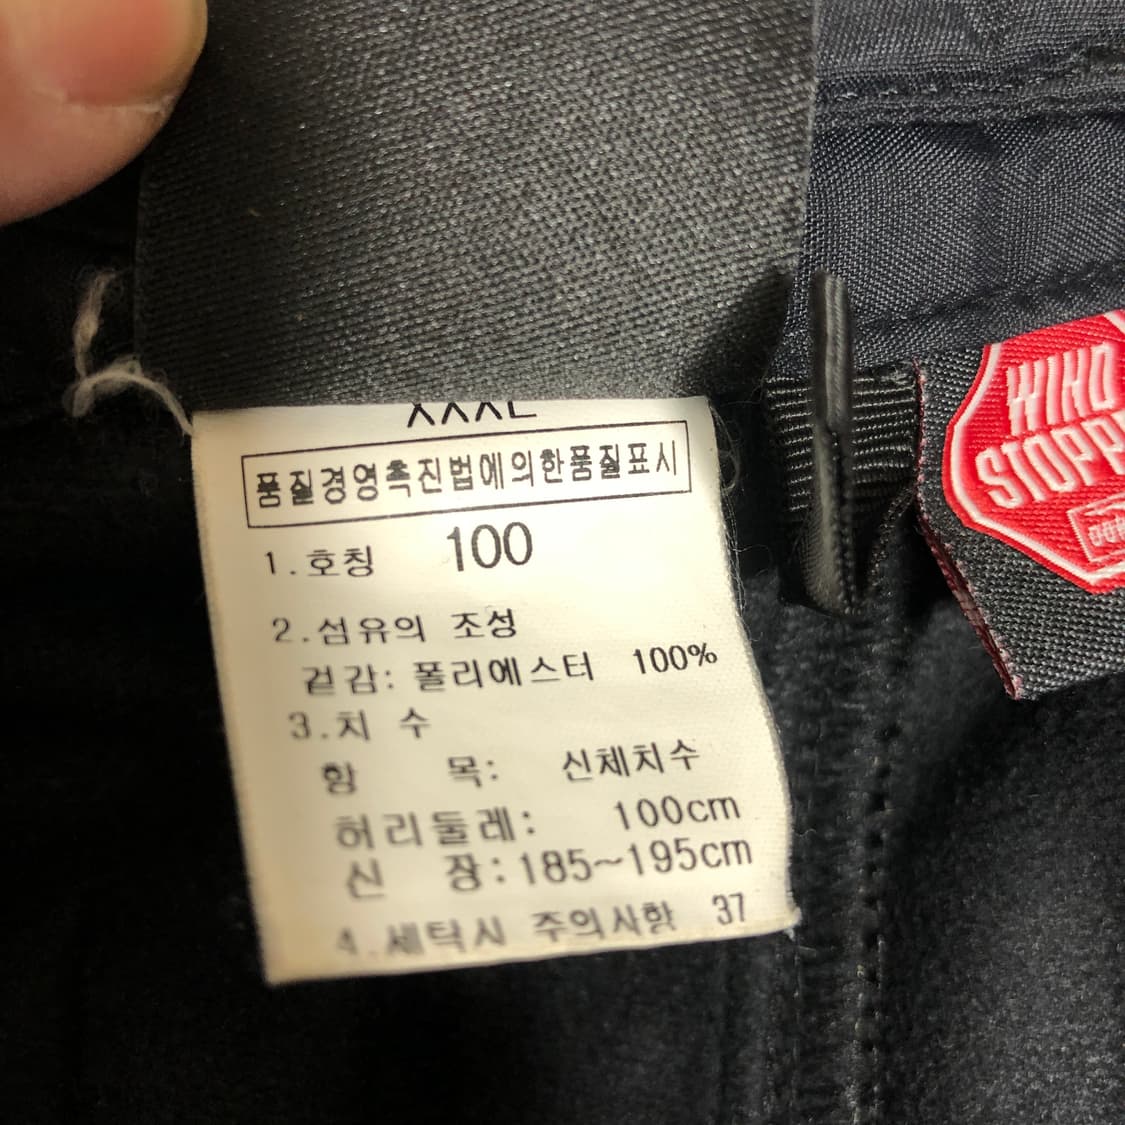 XXXL
품질경영촉진법에의한품질표시
1.호칭 100
2.섬유의 조성
겉감: 폴리에스터 100%
3.치 수
항 목: 신체치수
허리둘레: 100cm
신 장:185~195cm
4.세탁시 주의사항 37
WIHD
STOPP